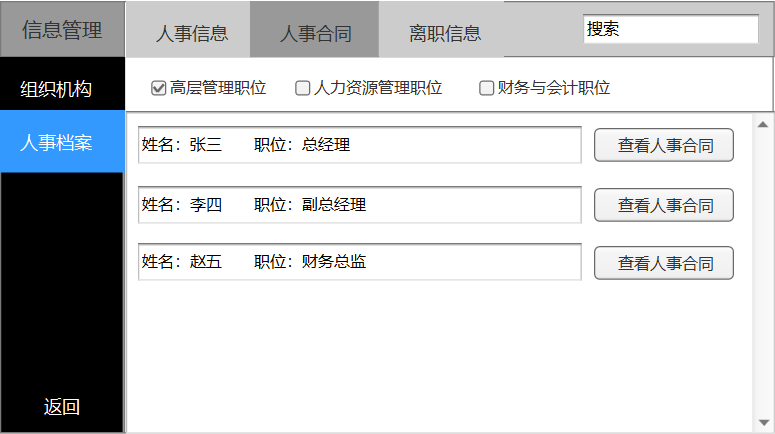 信息管理 人事信息 人事合同 离职信息 搜索
组织机构 高层管理职位 人力资源管理职位 财务与会计职位
人事档案
姓名：张三 职位：总经理 查看人事合同
姓名：李四 职位：副总经理 查看人事合同
姓名：赵五 职位：财务总监 查看人事合同
返回